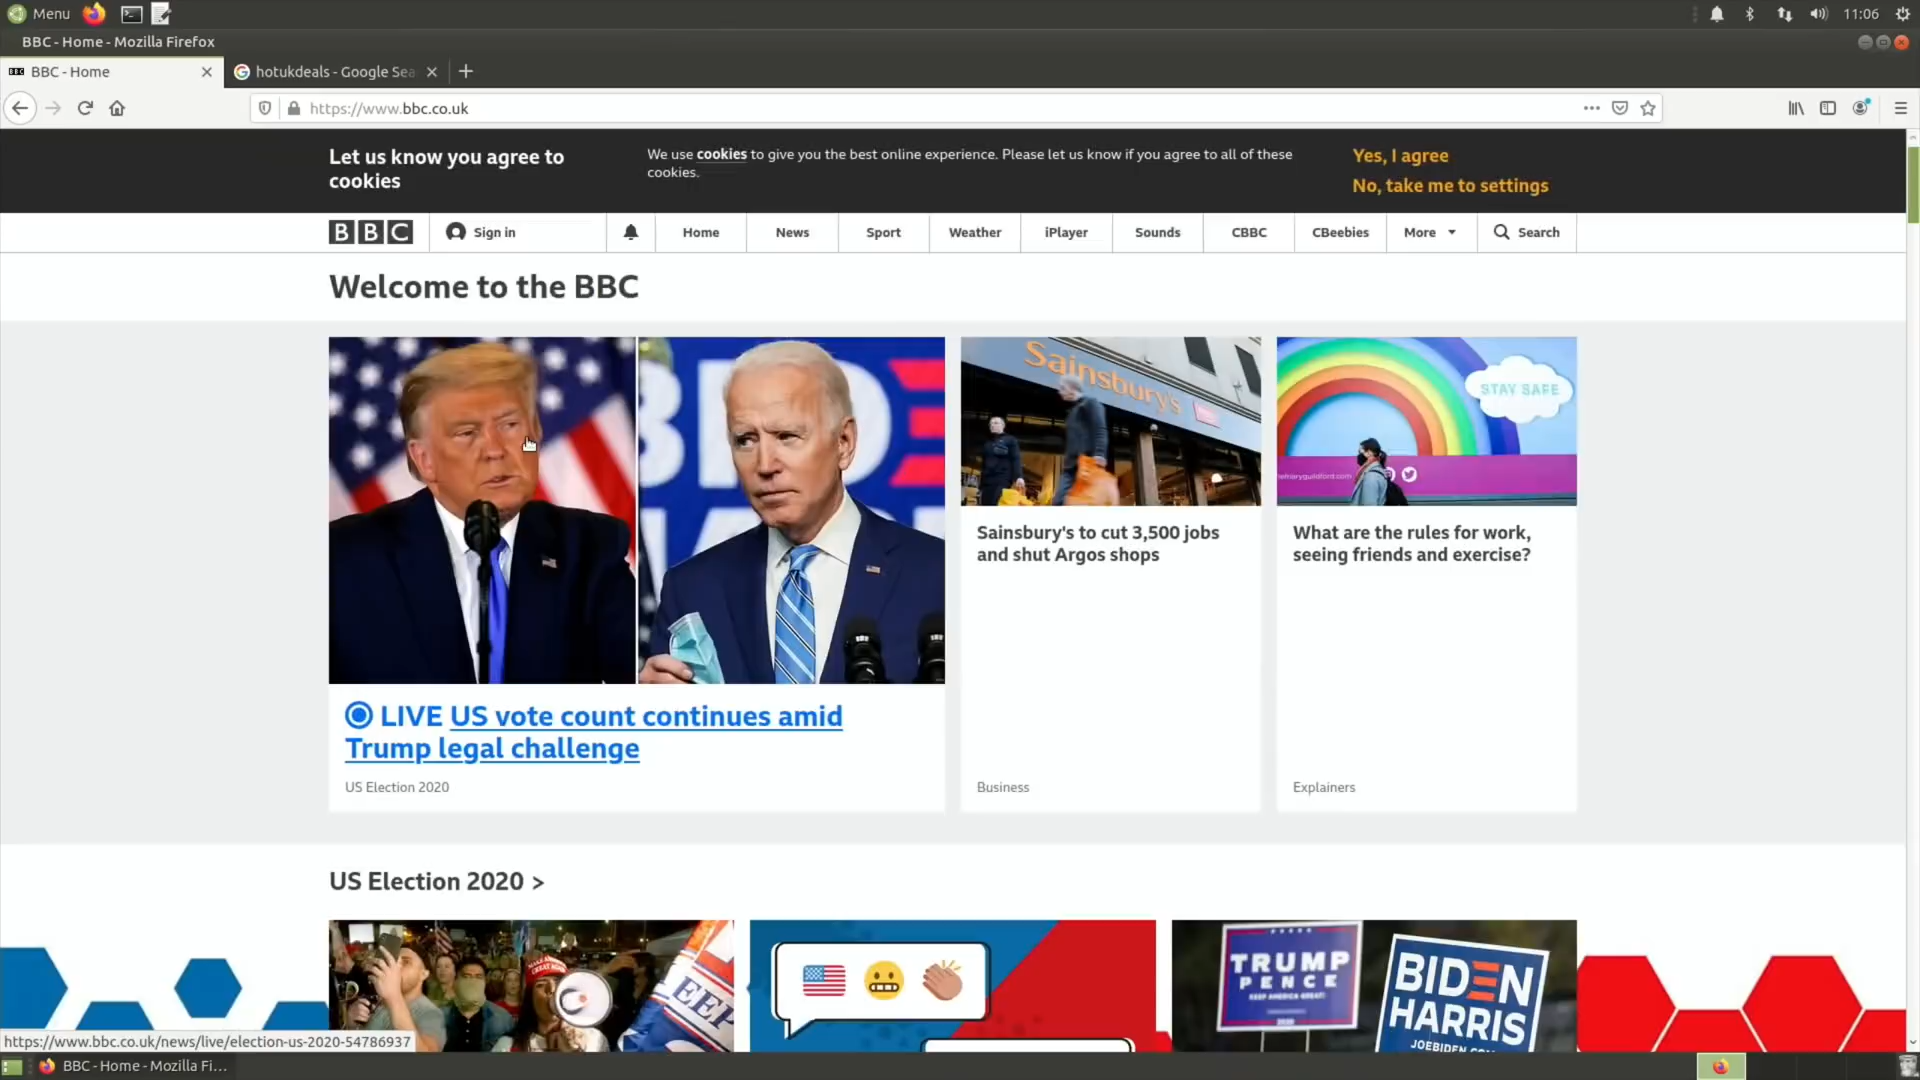 Menu
11:06
BBC - Home - Mozilla Firefox
BBC - Home
hotukdeals - Google Sea
https://www.bbc.co.uk
Let us know you agree to
cookies
We use cookies to give you the best online experience. Please let us know if you agree to all of these
cookies.
Yes, I agree
No, take me to settings
BBC
Sign in
Home
News
Sport
Weather
iPlayer
Sounds
CBBC
CBeebies
More
Search
Welcome to the BBC
Sainsbury's
STAY SAFE
LIVE US vote count continues amid
Trump legal challenge
US Election 2020
Sainsbury's to cut 3,500 jobs
and shut Argos shops
Business
What are the rules for work,
seeing friends and exercise?
Explainers
US Election 2020 >
TRUMP
PENCE
BIDEN
HARRIS
https://www.bbc.co.uk/news/live/election-us-2020-54786937
BBC - Home - Mozilla Fi...